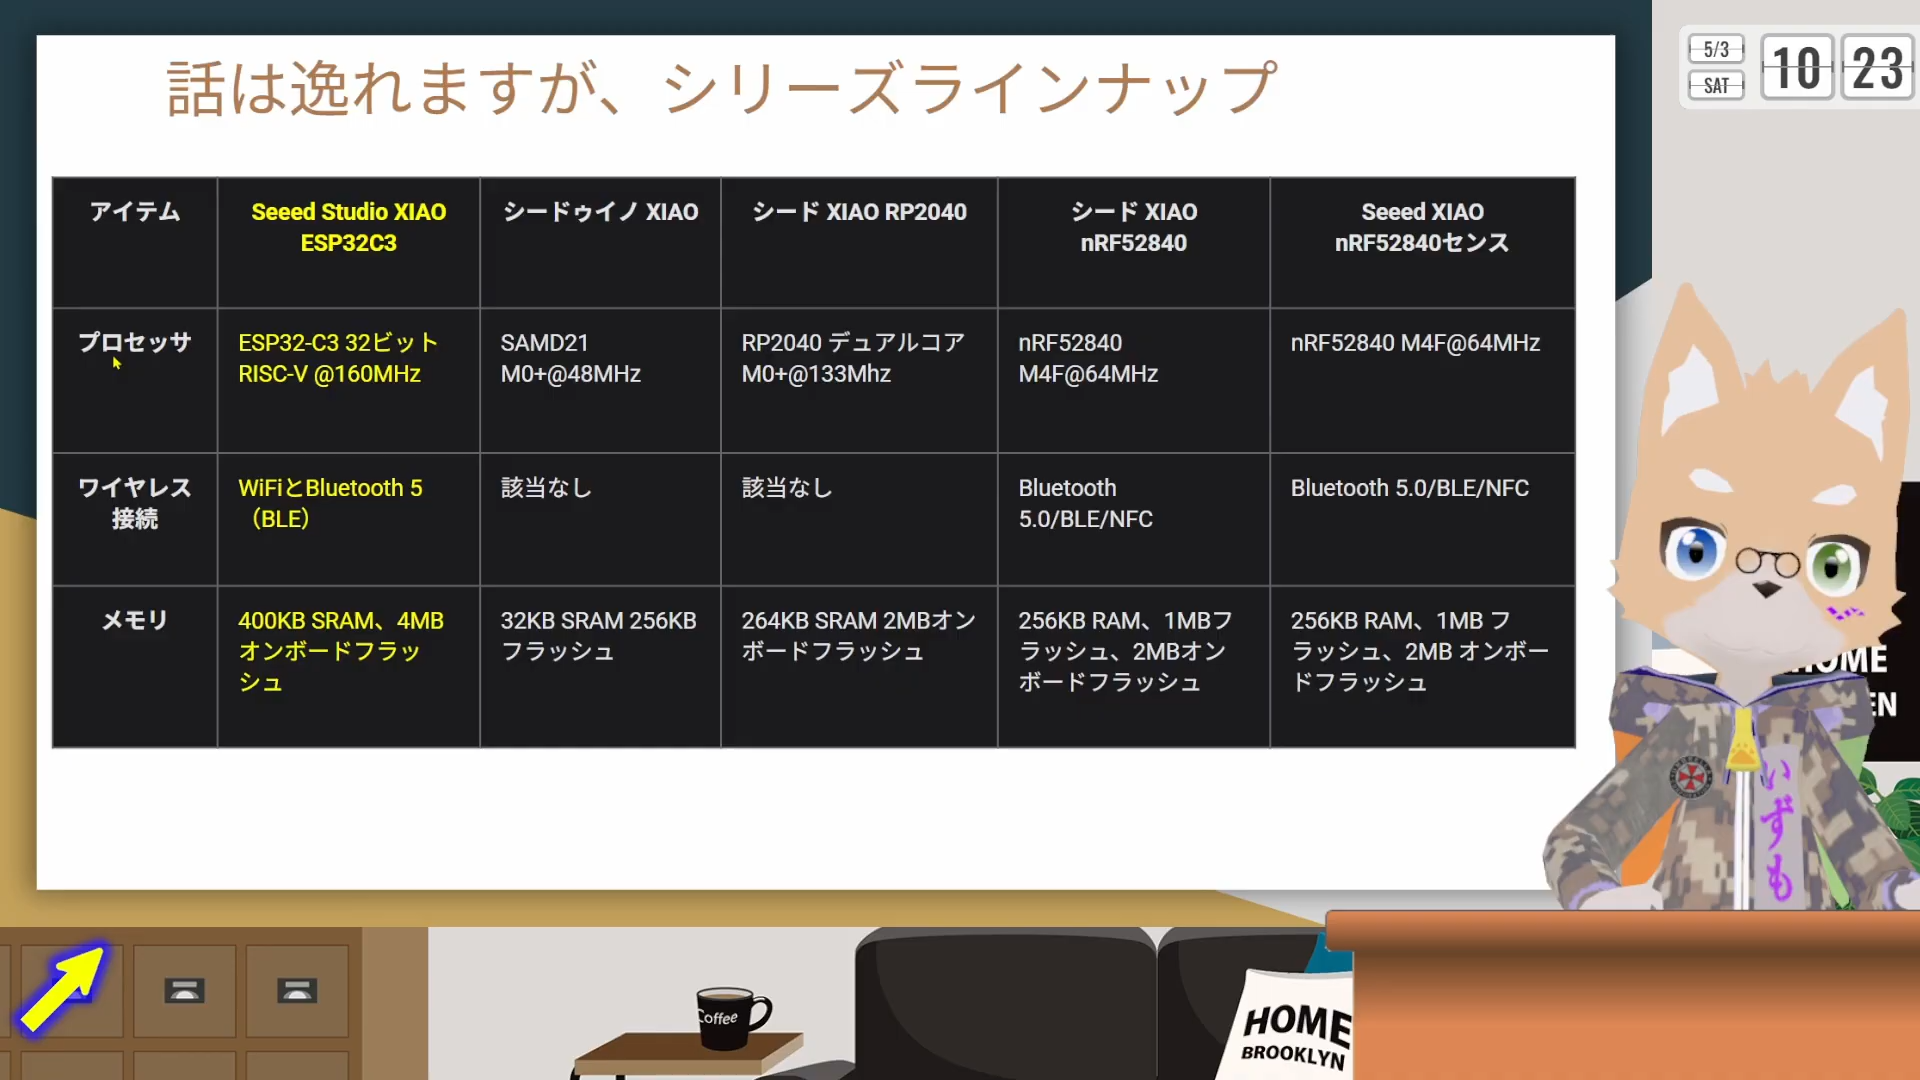 話は逸れますが、シリーズラインナップ
5/3
SAT
10 23
アイテム
Seeed Studio XIAO
ESP32C3
シードゥイノ XIAO
シード XIAO RP2040
シード XIAO
nRF52840
Seeed XIAO
nRF52840センス
プロセッサ
ESP32-C3 32ビット
RISC-V @160MHz
SAMD21
M0+@48MHz
RP2040 デュアルコア
M0+@133Mhz
nRF52840
M4F@64MHz
nRF52840 M4F@64MHz
ワイヤレス
接続
WiFiとBluetooth 5
（BLE）
該当なし
該当なし
Bluetooth
5.0/BLE/NFC
Bluetooth 5.0/BLE/NFC
メモリ
400KB SRAM、4MB
オンボードフラッ
シュ
32KB SRAM 256KB
フラッシュ
264KB SRAM 2MBオン
ボードフラッシュ
256KB RAM、1MBフ
ラッシュ、2MBオン
ボードフラッシュ
256KB RAM、1MB フ
ラッシュ、2MB オンボー
ドフラッシュ
いずも
Coffee
HOME
BROOKLYN